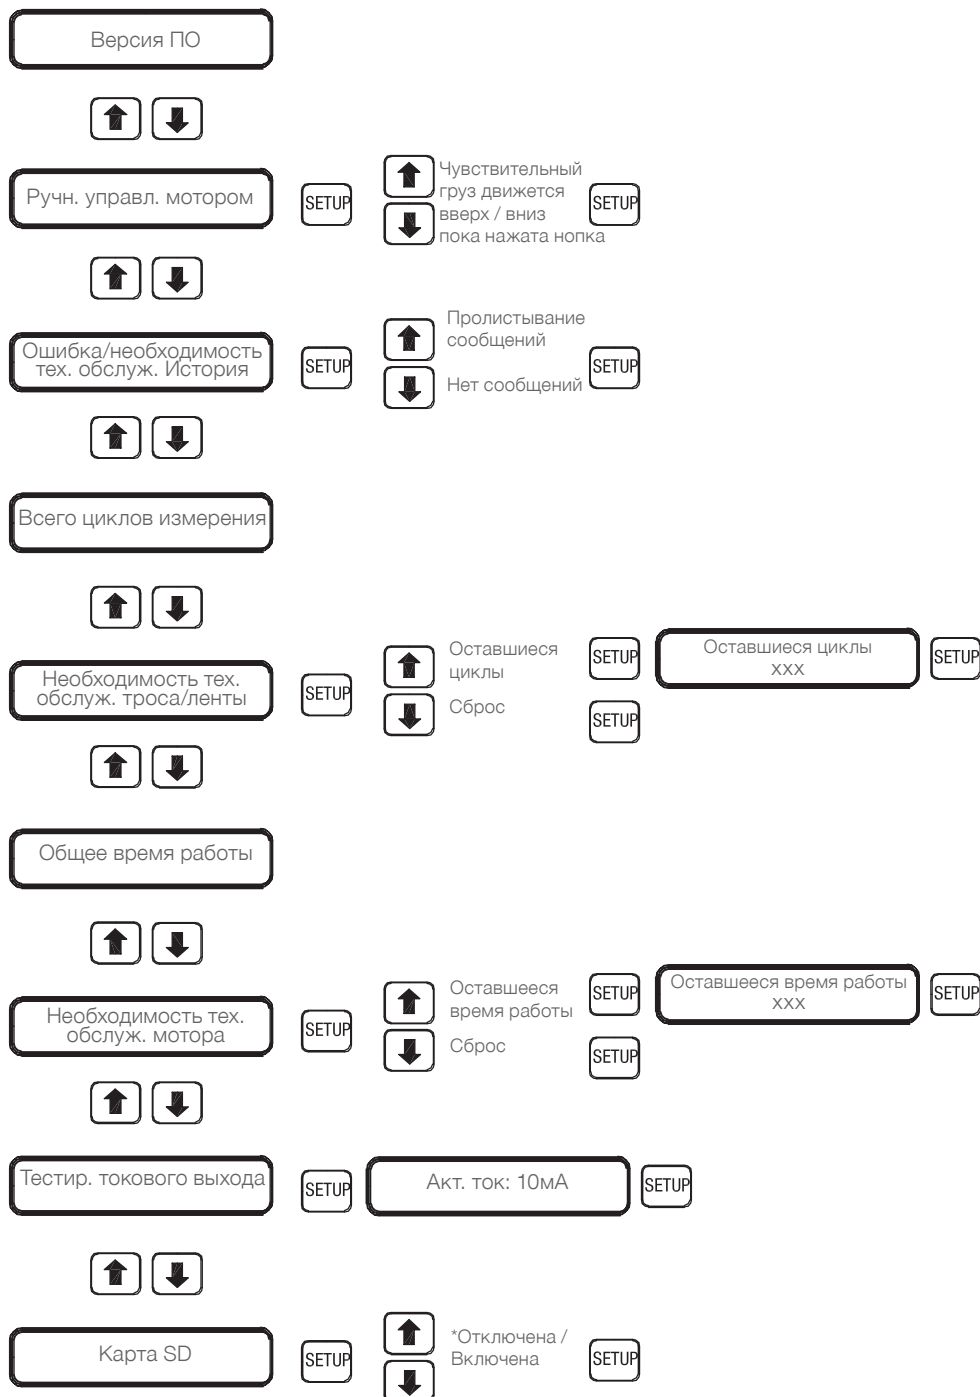 Версия ПО
Ручн. управл. мотором
SETUP
Чувствительный
груз движется
вверх / вниз
пока нажата нопка
SETUP
Ошибка/необходимость
тех. обслуж. История
SETUP
Пролистывание
сообщений
Нет сообщений
SETUP
Всего циклов измерения
Необходимость тех.
обслуж. троса/ленты
SETUP
Оставшиеся
циклы
SETUP
Оставшиеся циклы
xxx
SETUP
Сброс
SETUP
Общее время работы
Необходимость тех.
обслуж. мотора
SETUP
Оставшееся
время работы
SETUP
Оставшееся время работы
xxx
SETUP
Сброс
SETUP
Тестир. токового выхода
SETUP
Акт. ток: 10мА
SETUP
Карта SD
SETUP
*Отключена /
Включена
SETUP